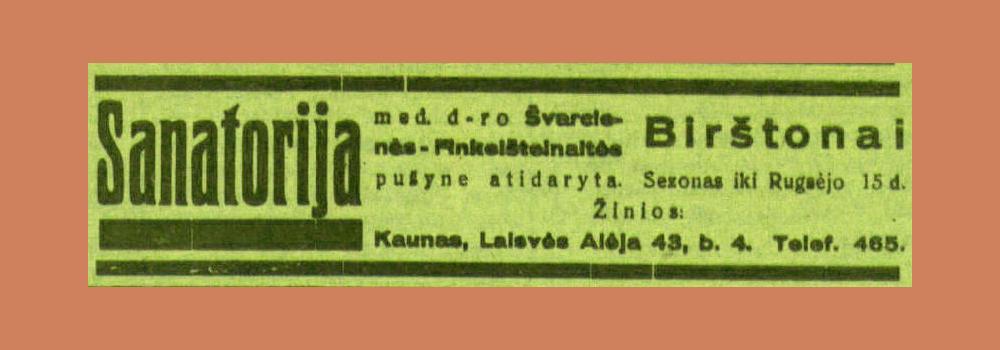 Sanatorija
med. d-ro Švarcie-
nės-Finkelšteinaitės
Birštonai
pušyne atidaryta. Sezonas iki Rugsėjo 15 d.
Žinios:
Kaunas, Laisvės Alėja 43, b. 4. Telef. 465.